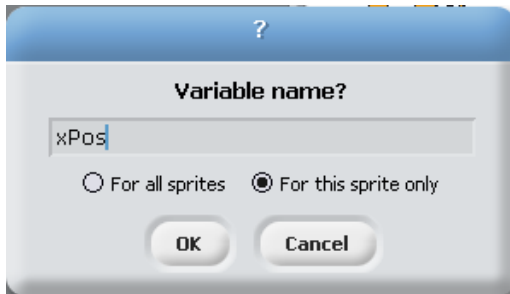 ?
Variable name?
xPos
For all sprites For this sprite only
OK Cancel